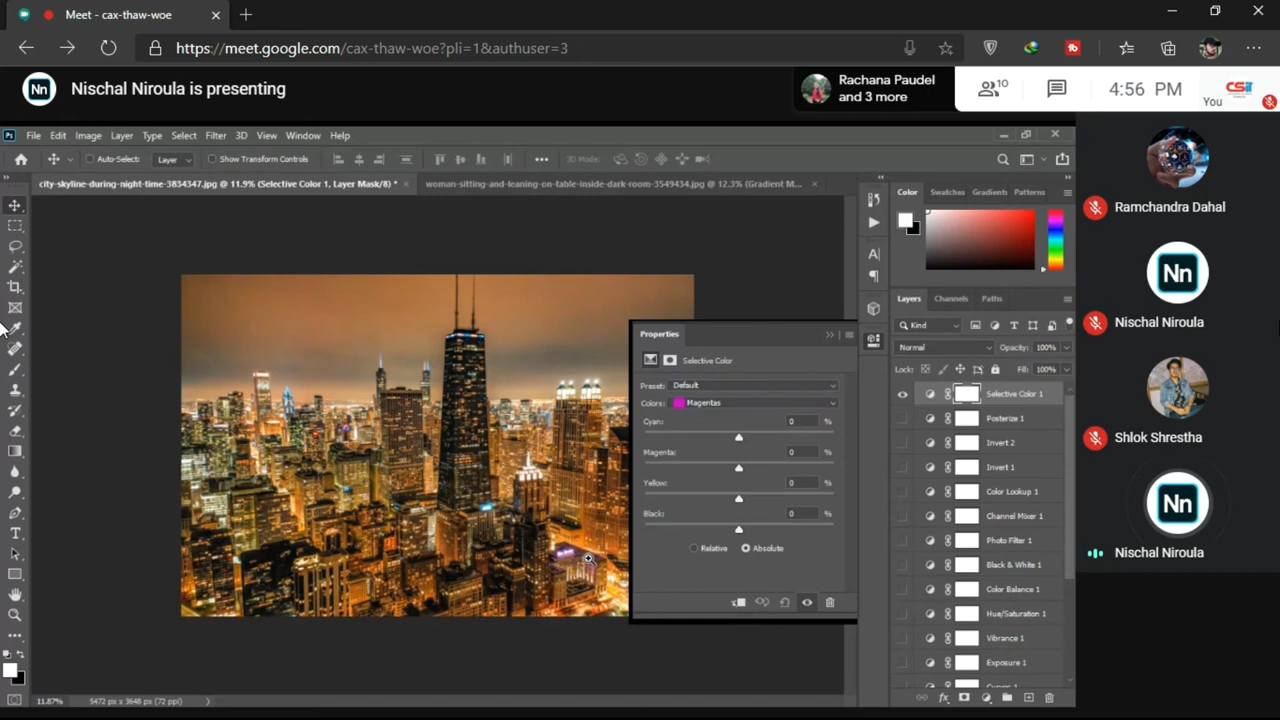 Meet - cax-thaw-woe
https://meet.google.com/cax-thaw-woe?pli=1&authuser=3
Nn
Nischal Niroula is presenting
Rachana Paudel
and 3 more
10
4:56 PM
CSiT
You
Ps File Edit Image Layer Type Select Filter 3D View Window Help
Auto-Select: Layer Show Transform Controls 3D Mode:
city-skyline-during-night-time-3834347.jpg @ 11.9% (Selective Color 1, Layer Mask/8) *
woman-sitting-and-leaning-on-table-inside-dark-room-3549434.jpg @ 12.3% (Gradient M...
Color Swatches Gradients Patterns
Layers Channels Paths
Kind
Normal Opacity: 100%
Lock: Fill: 100%
Selective Color 1
Posterize 1
Invert 2
Invert 1
Color Lookup 1
Channel Mixer 1
Photo Filter 1
Black & White 1
Color Balance 1
Hue/Saturation 1
Vibrance 1
Exposure 1
Curves 1
Properties
Selective Color
Preset: Default
Colors: Magentas
Cyan: 0 %
Magenta: 0 %
Yellow: 0 %
Black: 0 %
Relative Absolute
11.87% 5472 px x 3648 px (72 ppi)
Ramchandra Dahal
Nn
Nischal Niroula
Shlok Shrestha
Nn
Nischal Niroula